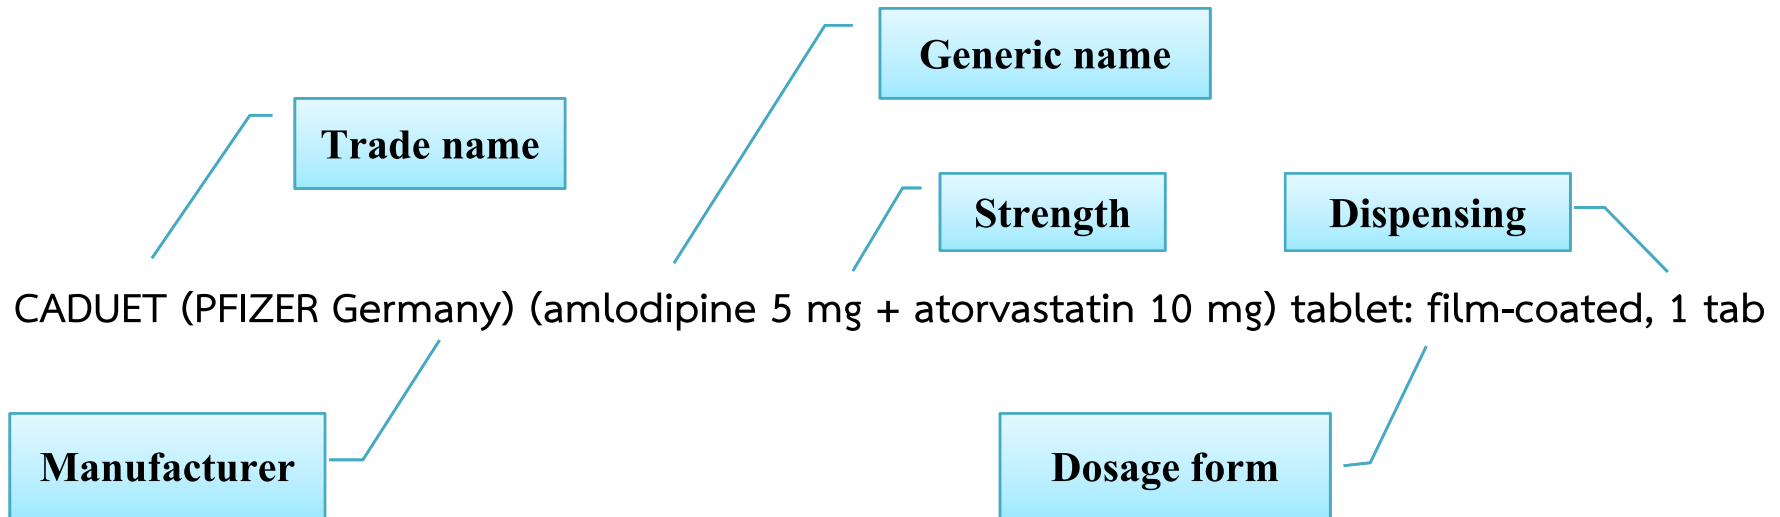 Generic name
Trade name
Strength
Dispensing
CADUET (PFIZER Germany) (amlodipine 5 mg + atorvastatin 10 mg) tablet: film-coated, 1 tab
Manufacturer
Dosage form